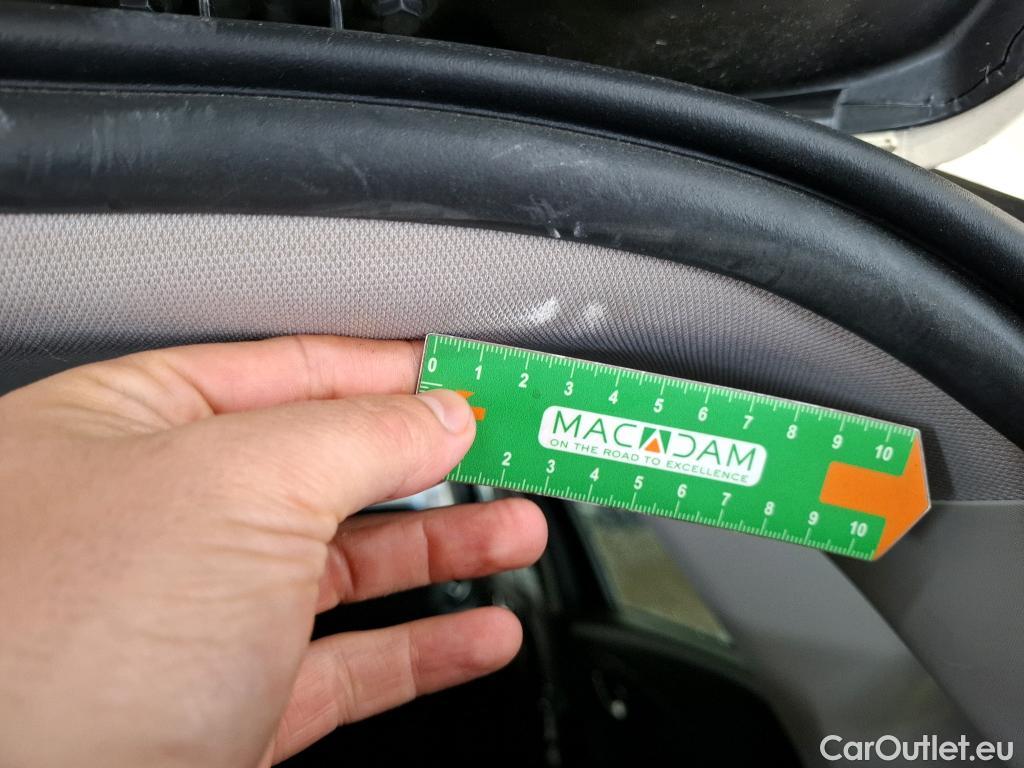 0 1 2 3 4 5 6 7 8 9 10
MACADAM
ON THE ROAD TO EXCELLENCE
2 3 4 5 6 7 8 9 10
CarOutlet.eu